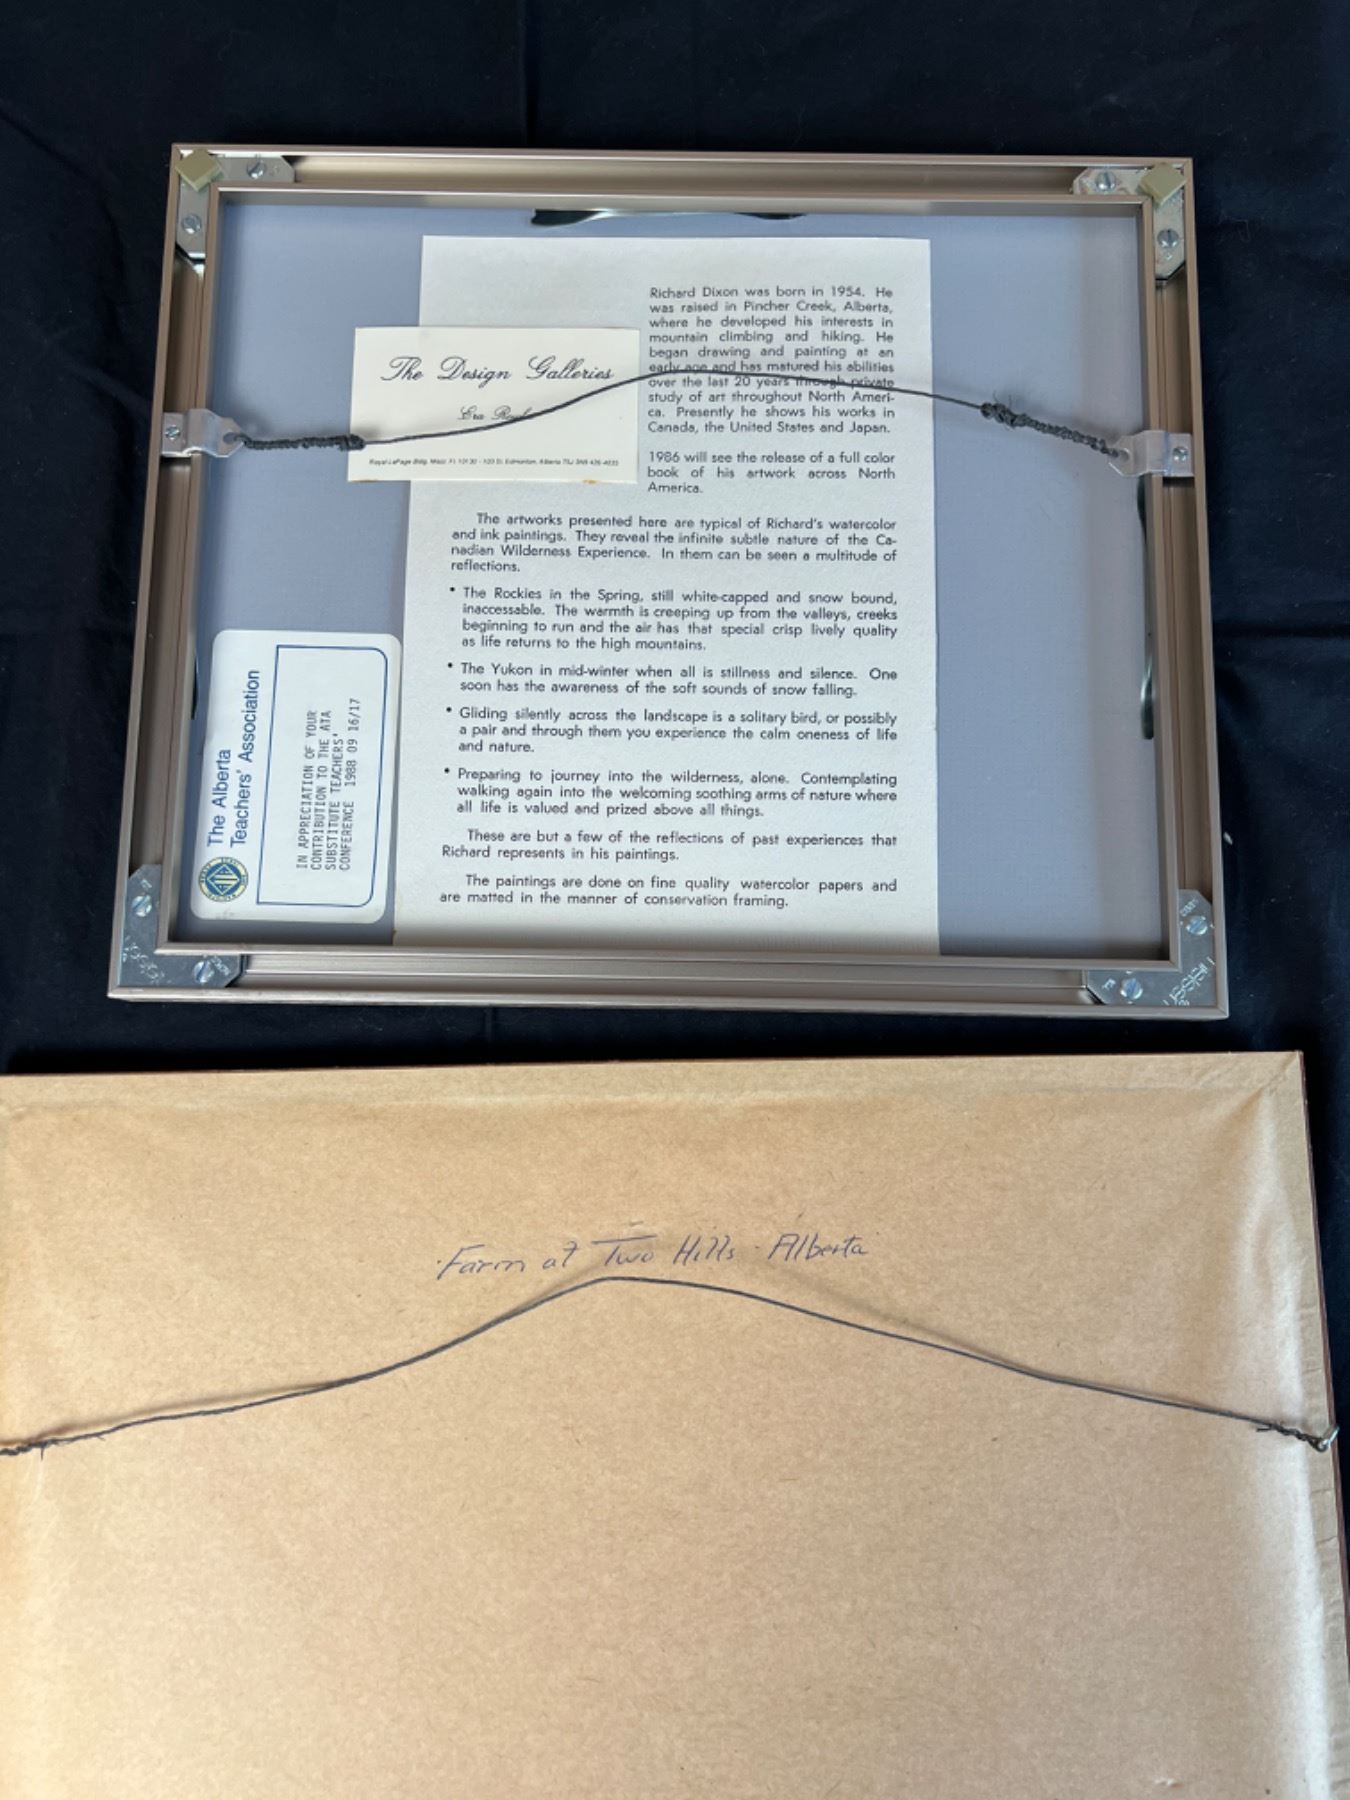 Richard Dixon was born in 1954. He
was raised in Pincher Creek, Alberta,
where he developed his interests in
mountain climbing and hiking. He
began drawing and painting at an
early age and has matured his abilities
over the last 20 years through private
study of art throughout North Ameri-
ca. Presently he shows his works in
Canada, the United States and Japan.
1986 will see the release of a full color
book of his artwork across North
America.
The Design Galleries
Royal LePage Bldg. Mezz. Fl. 10130 - 103 St. Edmonton, Alberta
The artworks presented here are typical of Richard's watercolor
and ink paintings. They reveal the infinite subtle nature of the Ca-
nadian Wilderness Experience. In them can be seen a multitude of
reflections.
• The Rockies in the Spring, still white-capped and snow bound,
inaccessable. The warmth is creeping up from the valleys, creeks
beginning to run and the air has that special crisp lively quality
as life returns to the high mountains.
• The Yukon in mid-winter when all is stillness and silence. One
soon has the awareness of the soft sounds of snow falling.
• Gliding silently across the landscape is a solitary bird, or possibly
a pair and through them you experience the calm oneness of life
and nature.
• Preparing to journey into the wilderness, alone. Contemplating
walking again into the welcoming soothing arms of nature where
all life is valued and prized above all things.
These are but a few of the reflections of past experiences that
Richard represents in his paintings.
The paintings are done on fine quality watercolor papers and
are matted in the manner of conservation framing.
The Alberta
Teachers' Association
IN APPRECIATION OF YOUR
CONTRIBUTION TO THE ATA
SUBSTITUTE TEACHERS'
CONFERENCE 1988 09 16/17
Farm at Two Hills · Alberta